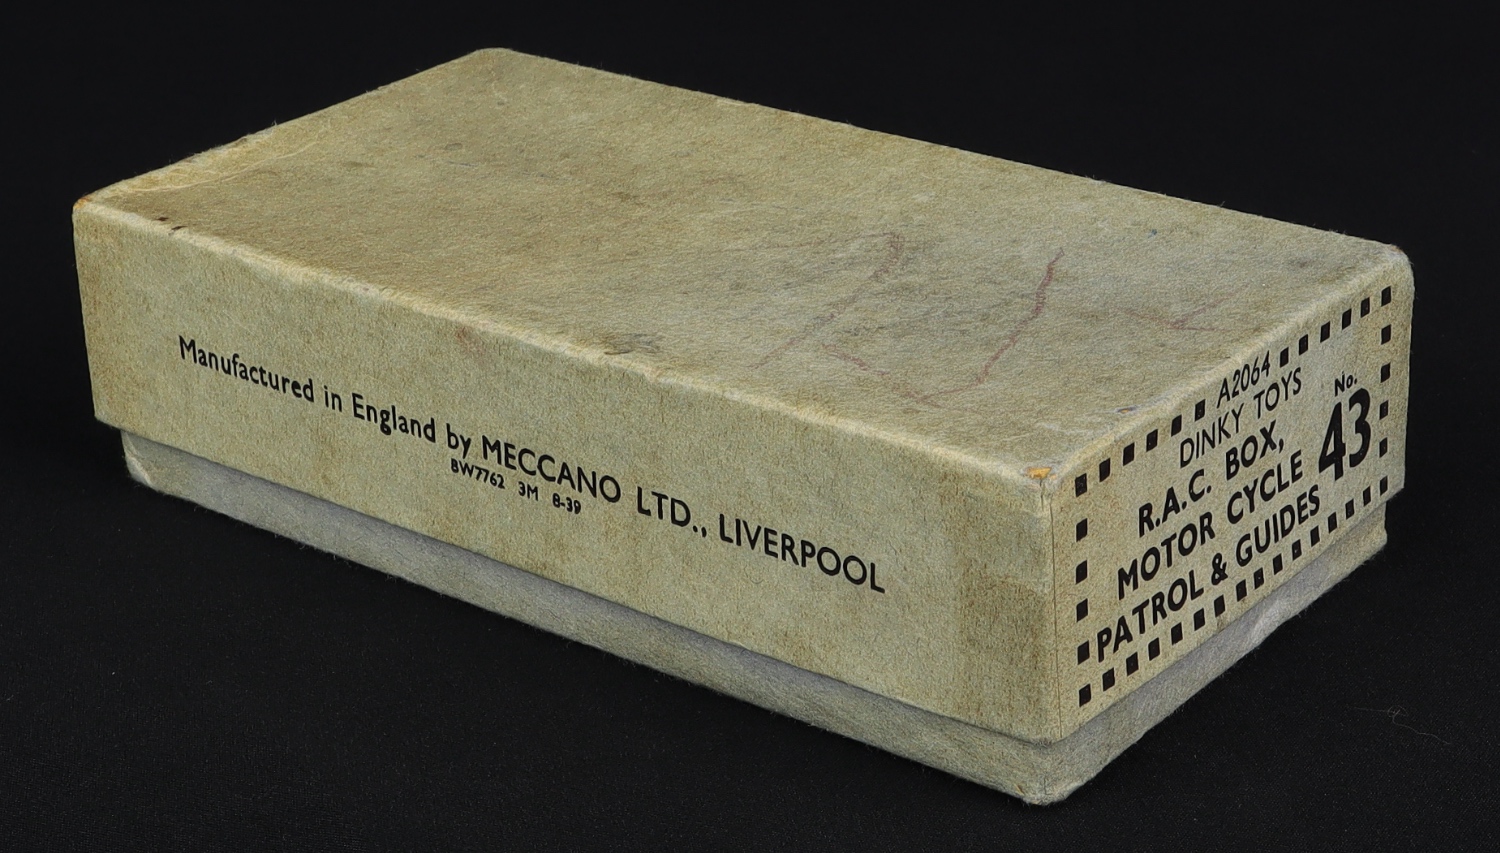 Manufactured in England by MECCANO LTD., LIVERPOOL
BW7762 3M 8-39
A2064
DINKY TOYS
R.A.C. BOX,
MOTOR CYCLE
PATROL & GUIDES
No.
43